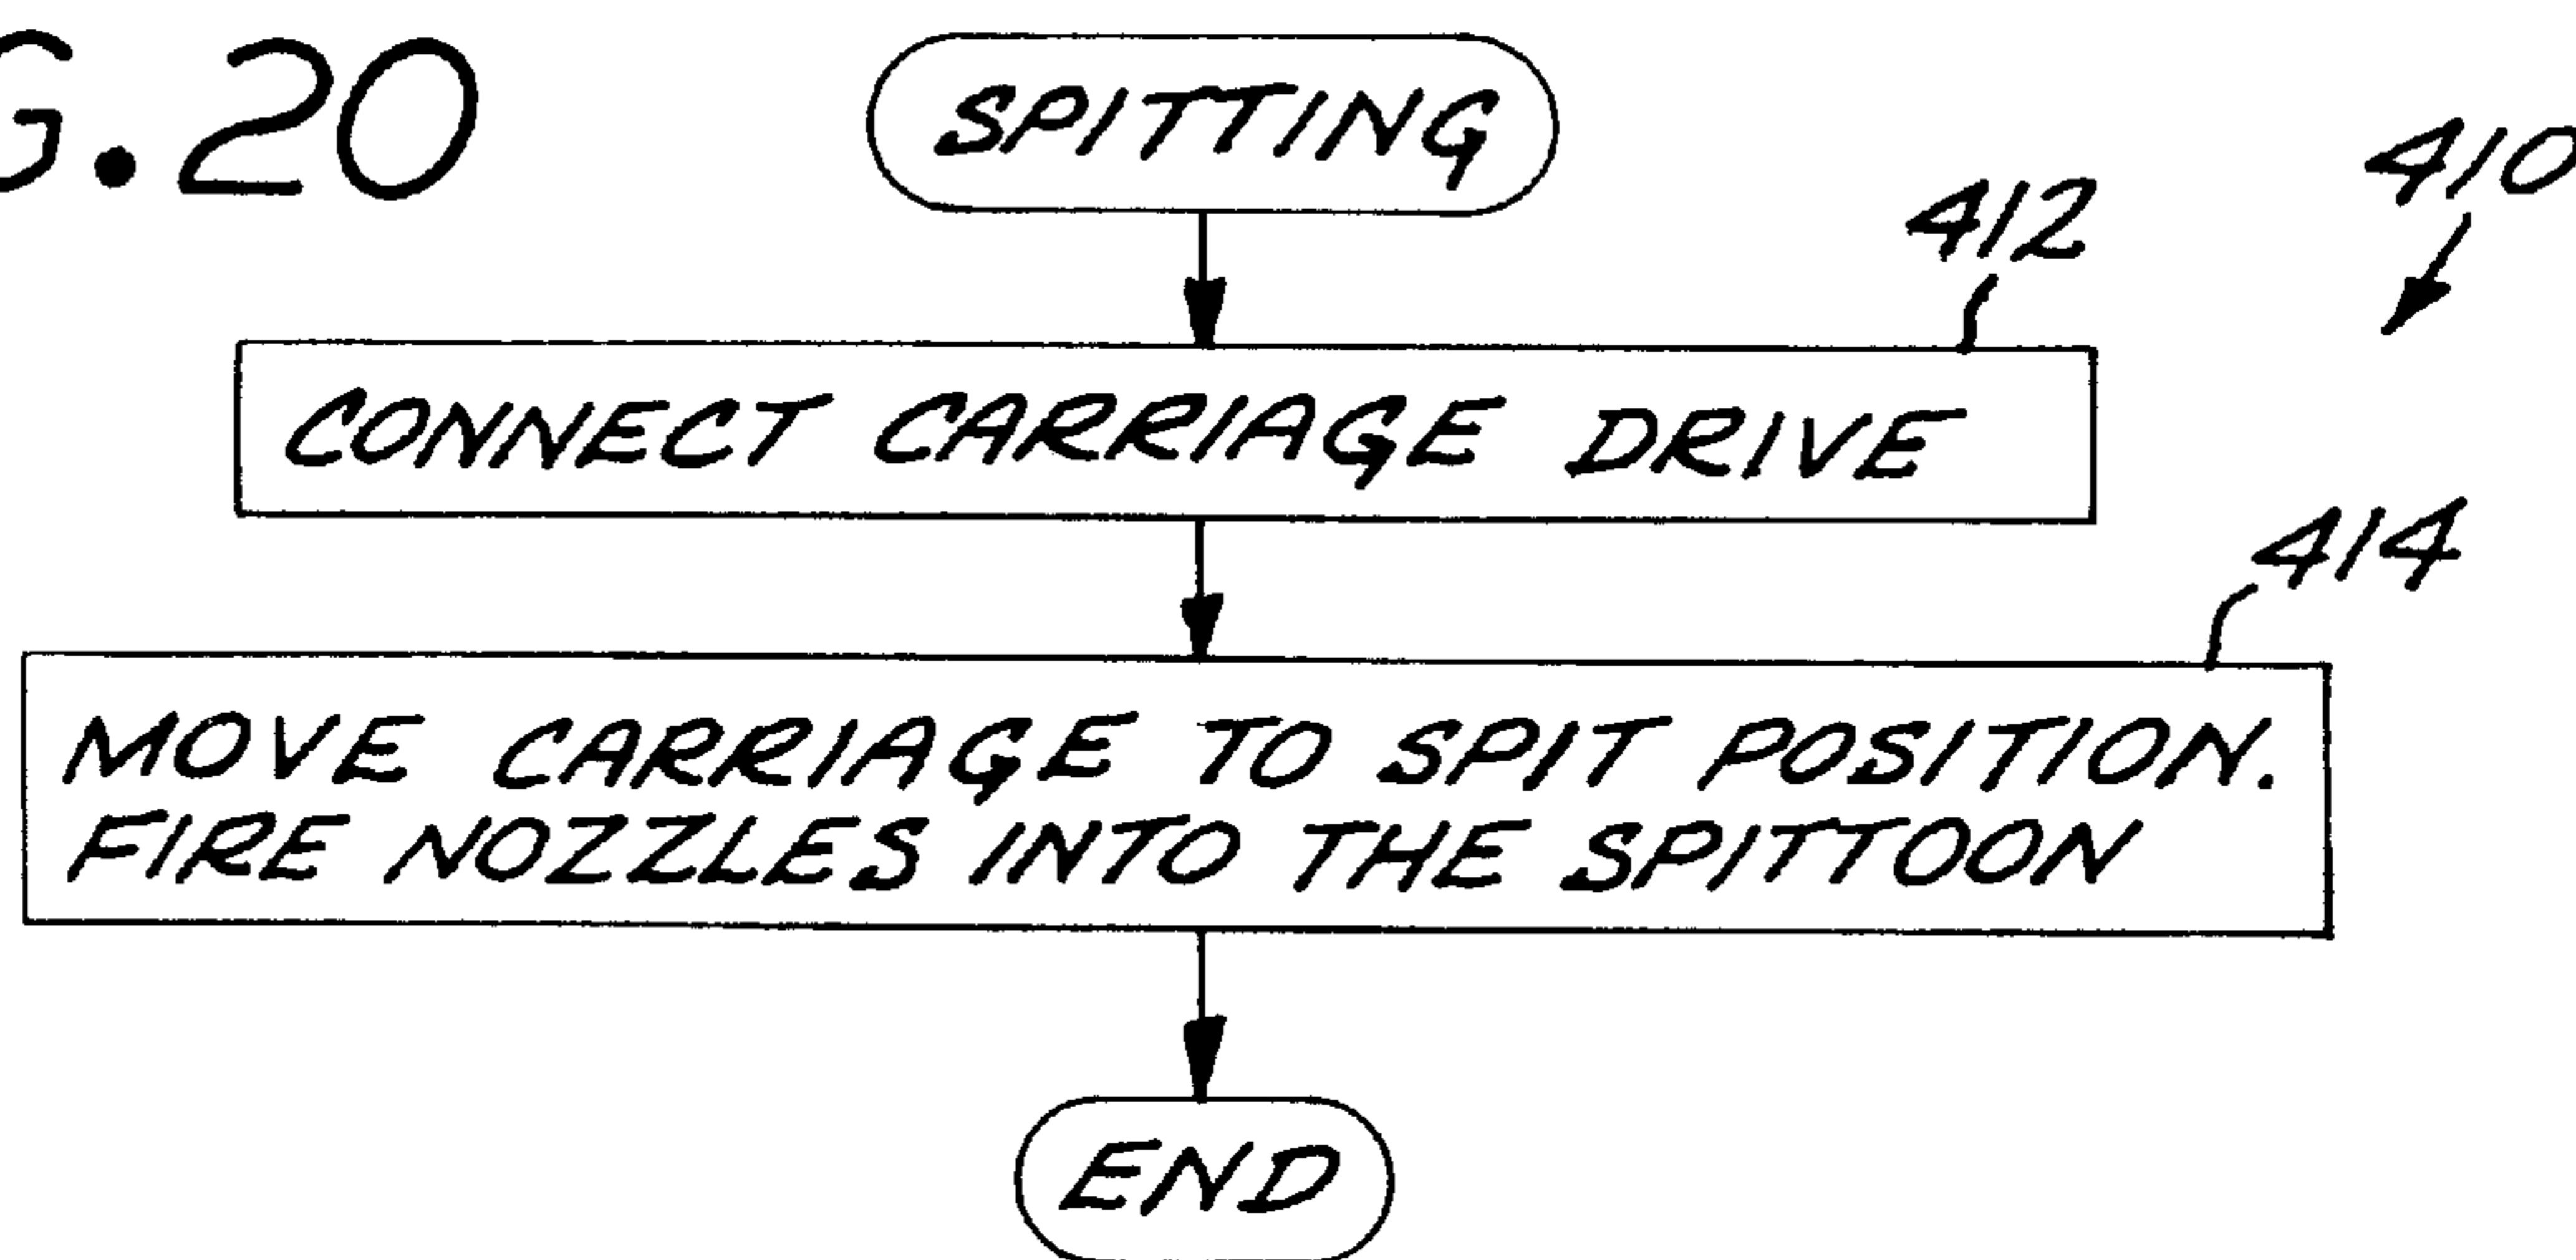 G. 20
SPITTING
410
412
CONNECT CARRIAGE DRIVE
414
MOVE CARRIAGE TO SPIT POSITION.
FIRE NOZZLES INTO THE SPITTOON
END